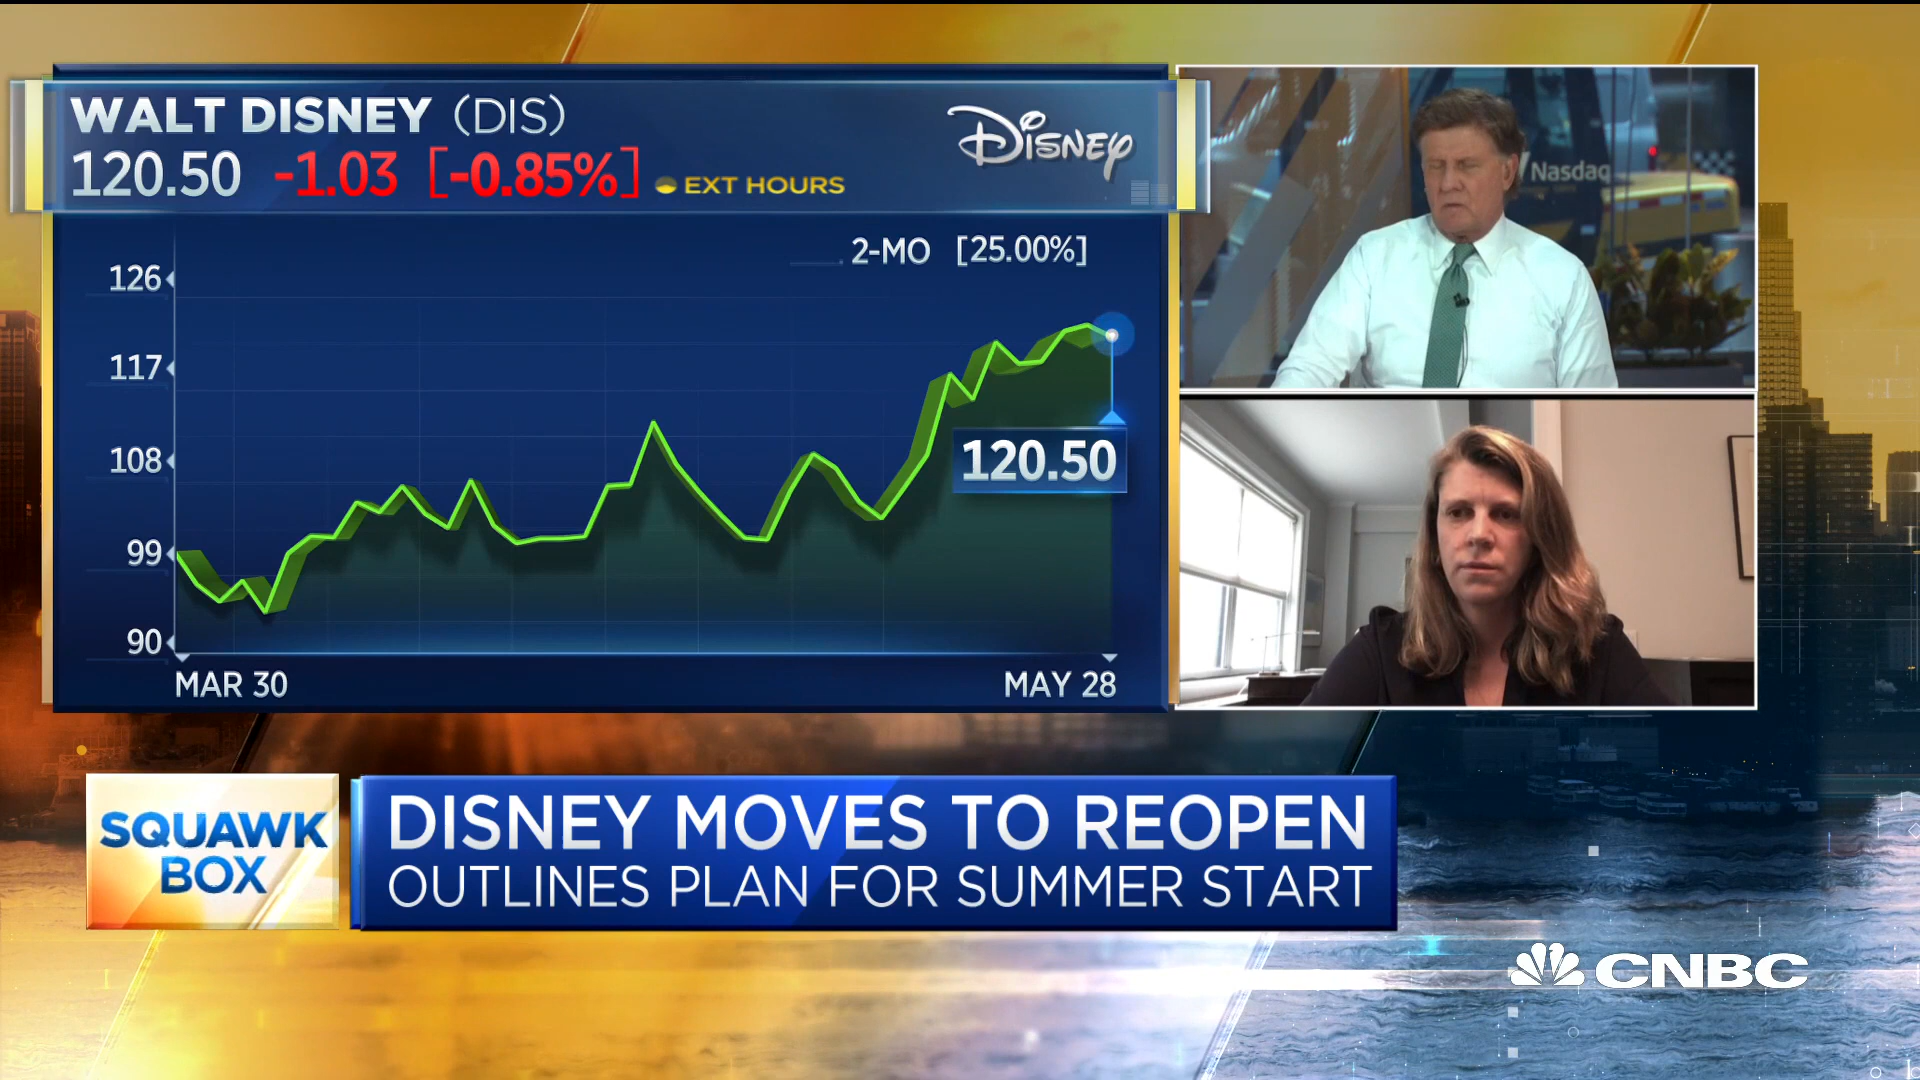 WALT DISNEY (DIS)
120.50 -1.03 [-0.85%] EXT HOURS
Disney
2-MO [25.00%]
126
117
108
99
90
120.50
MAR 30
MAY 28
Nasdaq
SQUAWK
BOX
DISNEY MOVES TO REOPEN
OUTLINES PLAN FOR SUMMER START
CNBC